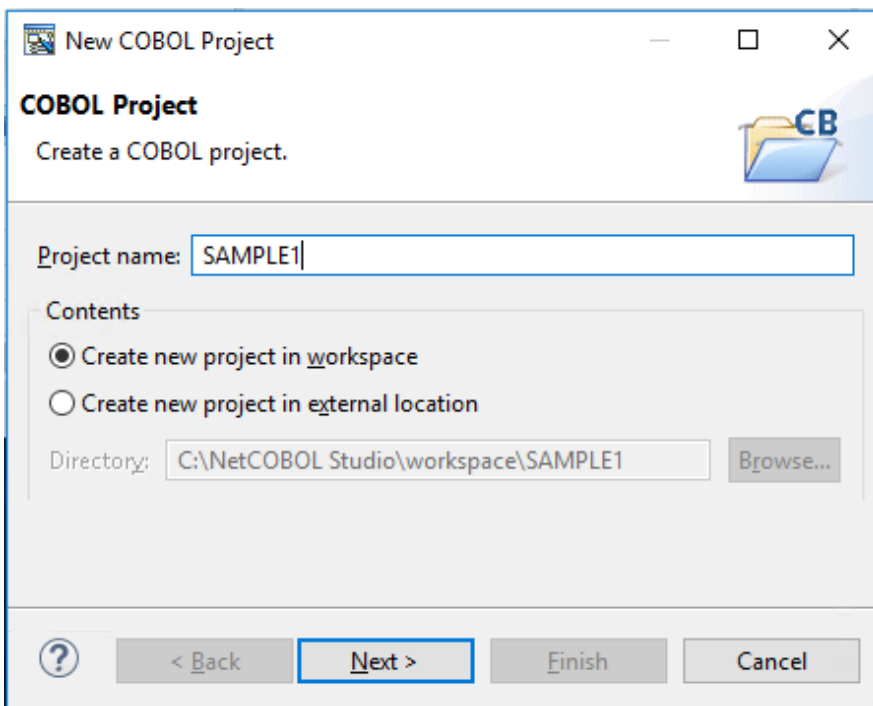 New COBOL Project
COBOL Project
CB
Create a COBOL project.
Project name: SAMPLE1
Contents
Create new project in workspace
Create new project in external location
Directory: C:\NetCOBOL Studio\workspace\SAMPLE1 Browse...
? < Back Next > Finish Cancel